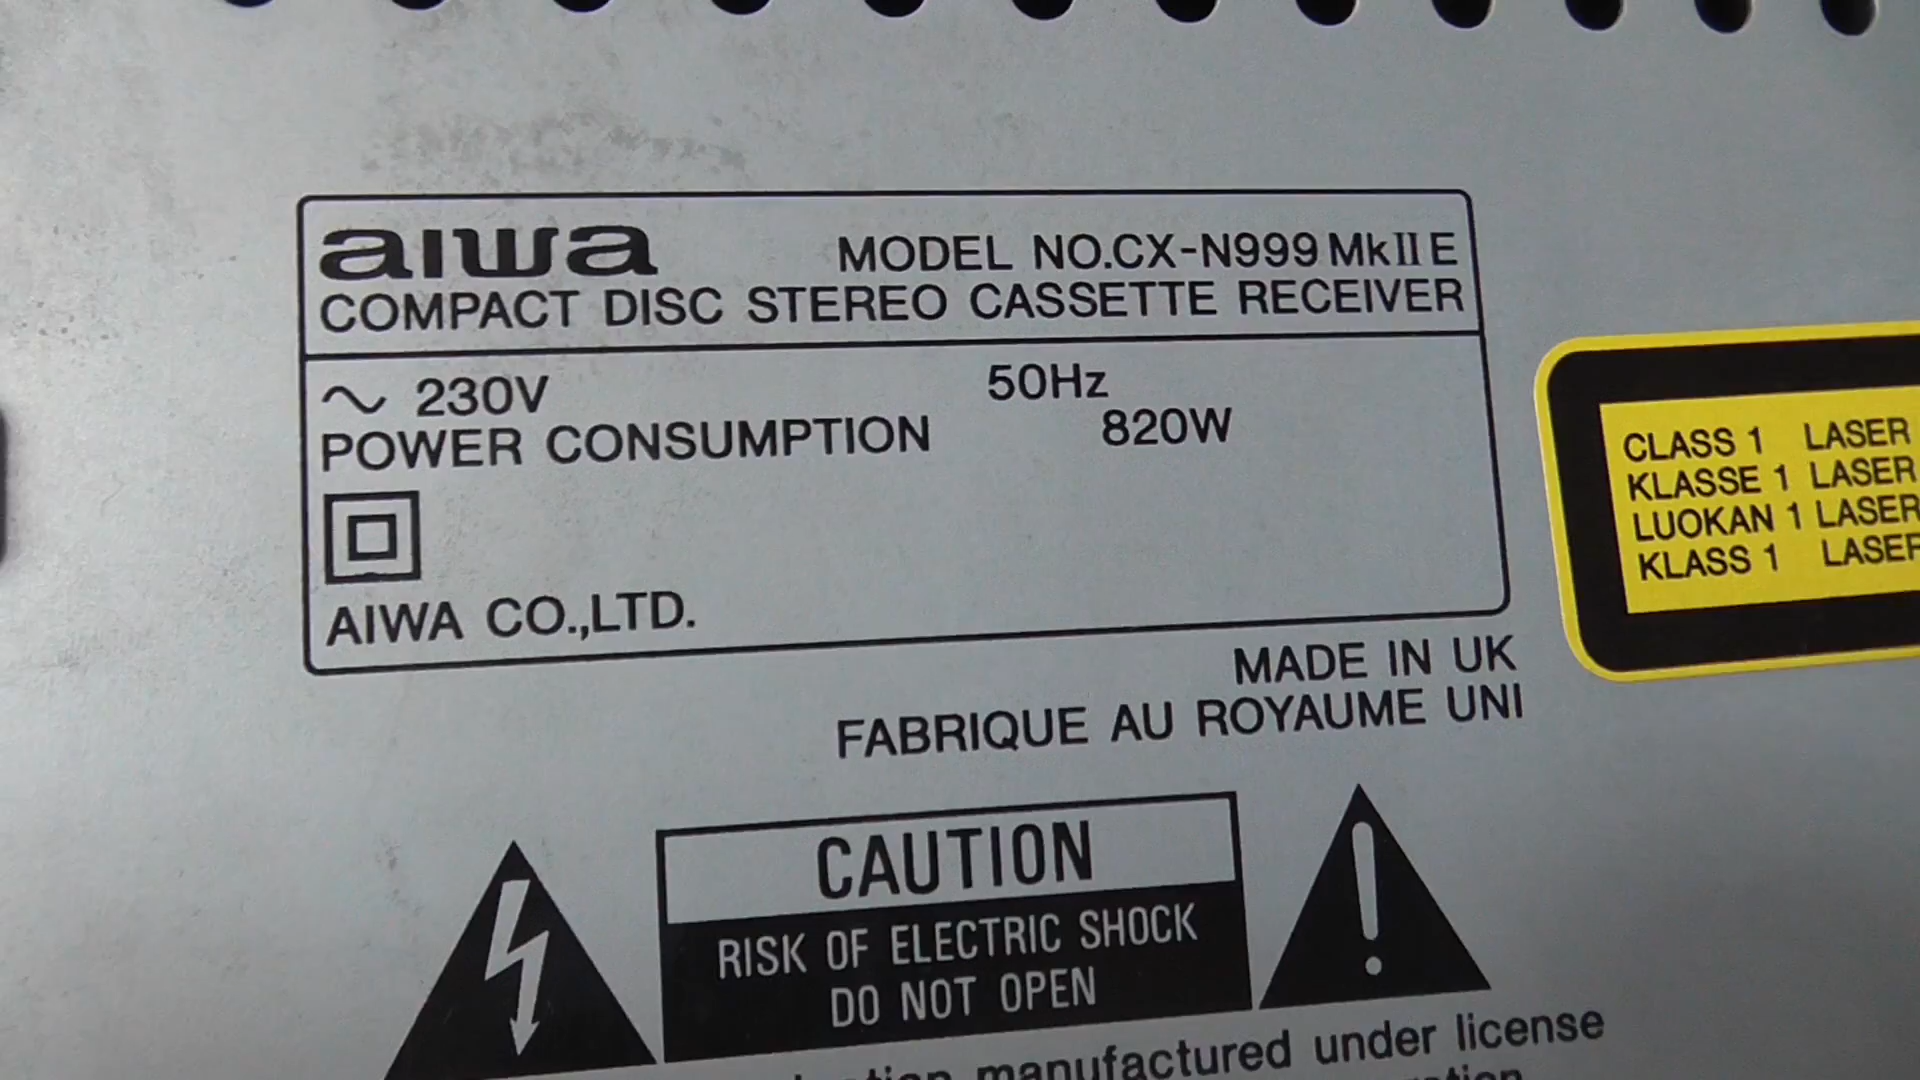 aiwa MODEL NO.CX-N999 MkII E
COMPACT DISC STEREO CASSETTE RECEIVER
~ 230V 50Hz
POWER CONSUMPTION 820W
AIWA CO.,LTD.
MADE IN UK
FABRIQUE AU ROYAUME UNI
CLASS 1 LASER
KLASSE 1 LASER
LUOKAN 1 LASER
KLASS 1 LASER
CAUTION
RISK OF ELECTRIC SHOCK
DO NOT OPEN
manufactured under license